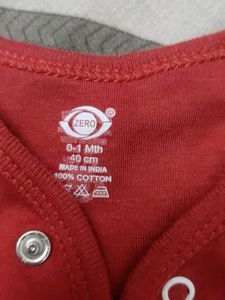 ZERO ®
0-1 Mth
40 cm
MADE IN INDIA
100% COTTON